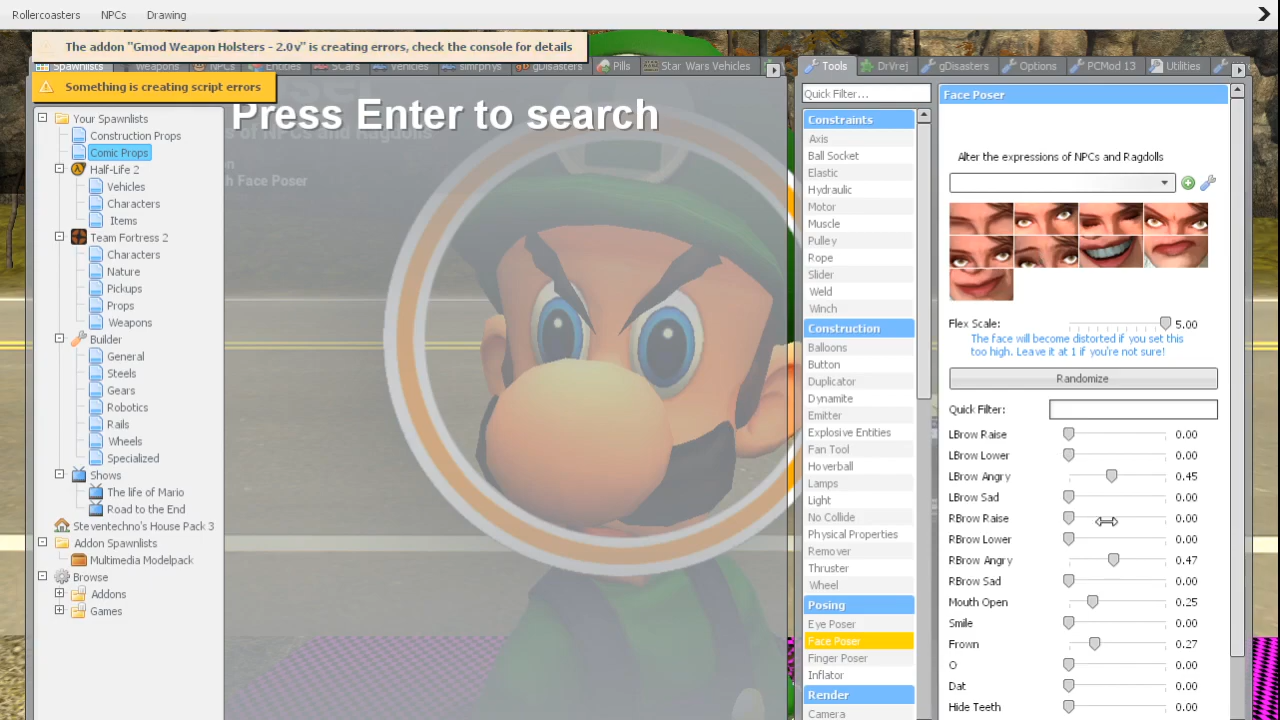 Rollercoasters NPCs Drawing
The addon "Gmod Weapon Holsters - 2.0v" is creating errors, check the console for details
Spawnlists Weapons NPCs Entities SCars Vehicles simfphys gDisasters Pills Star Wars Vehicles
Something is creating script errors
Press Enter to search
of NPCs and Ragdolls
Face Poser
Your Spawnlists
Construction Props
Comic Props
Half-Life 2
Vehicles
Characters
Items
Team Fortress 2
Characters
Nature
Pickups
Props
Weapons
Builder
General
Steels
Gears
Robotics
Rails
Wheels
Specialized
Shows
The life of Mario
Road to the End
Steventechno's House Pack 3
Addon Spawnlists
Multimedia Modelpack
Browse
Addons
Games
Tools DrVrej gDisasters Options PCMod 13 Utilities
Quick Filter...
Constraints
Axis
Ball Socket
Elastic
Hydraulic
Motor
Muscle
Pulley
Rope
Slider
Weld
Winch
Construction
Balloons
Button
Duplicator
Dynamite
Emitter
Explosive Entities
Fan Tool
Hoverball
Lamps
Light
No Collide
Physical Properties
Remover
Thruster
Wheel
Posing
Eye Poser
Face Poser
Finger Poser
Inflator
Render
Camera
Face Poser
Alter the expressions of NPCs and Ragdolls
Flex Scale: 5.00
The face will become distorted if you set this
too high. Leave it at 1 if you're not sure!
Randomize
Quick Filter:
LBrow Raise 0.00
LBrow Lower 0.00
LBrow Angry 0.45
LBrow Sad 0.00
RBrow Raise 0.00
RBrow Lower 0.00
RBrow Angry 0.47
RBrow Sad 0.00
Mouth Open 0.25
Smile 0.00
Frown 0.27
O 0.00
Dat 0.00
Hide Teeth 0.00